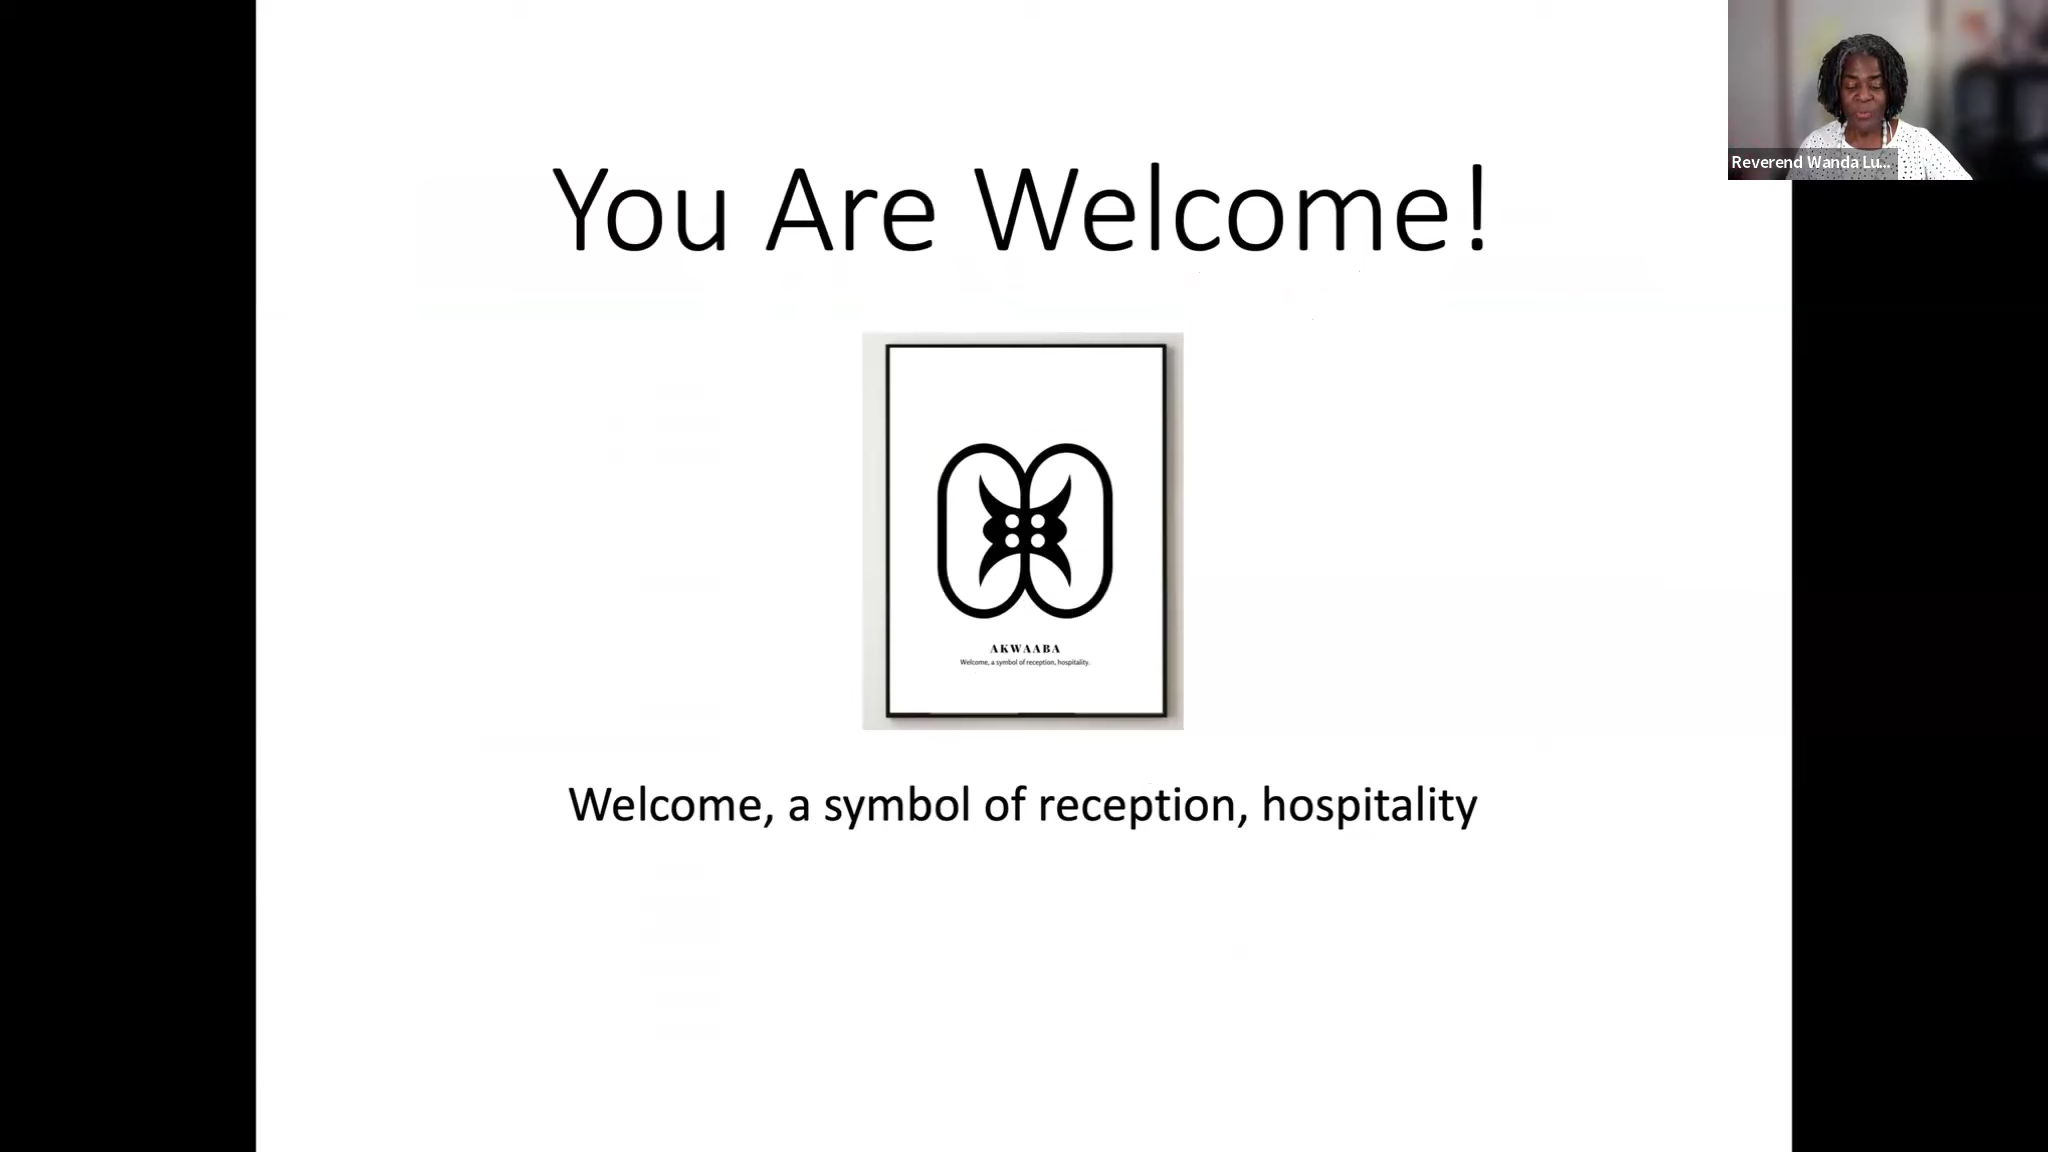 Reverend Wanda Lu...
You Are Welcome!
AKWAABA
Welcome, a symbol of reception, hospitality.
Welcome, a symbol of reception, hospitality